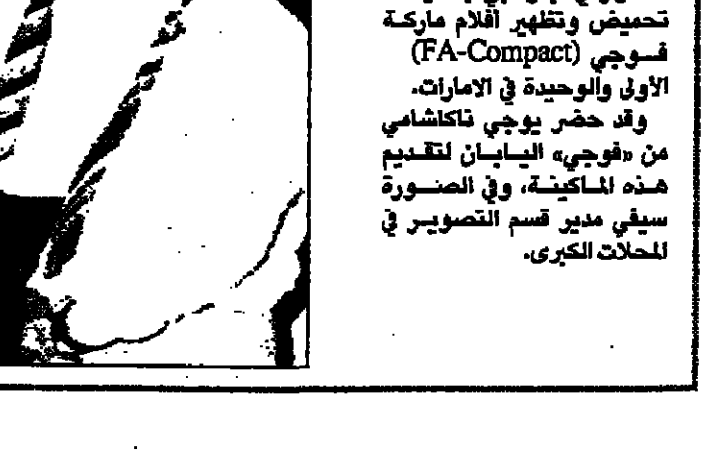 تحميض وتظهير أفلام ماركة
فوجي (FA-Compact)
الأولى والوحيدة في الامارات.
وقد حضر يوجي تاكاشامي
من «فوجي» اليابان لتقديم
هذه الماكينة، وفي الصورة
سيفي مدير قسم التصوير في
المحلات الكبرى.